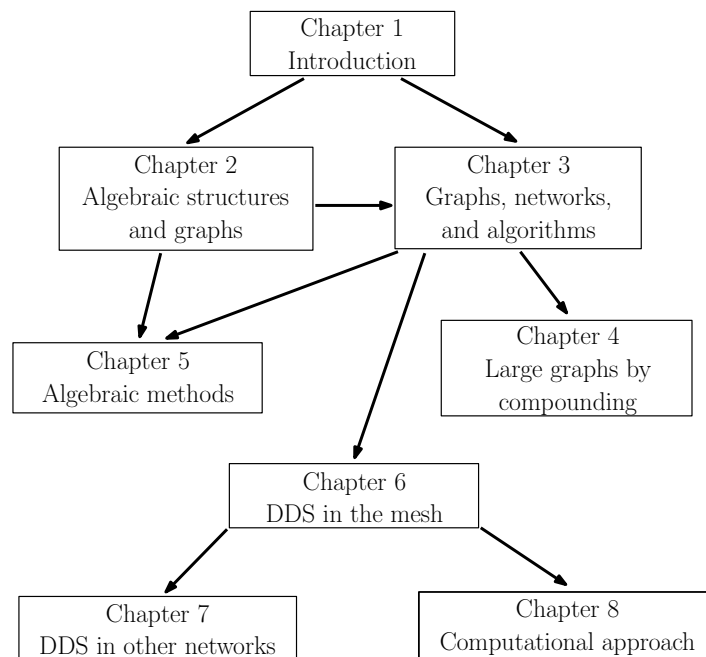 Chapter 1
Introduction
Chapter 2
Algebraic structures
and graphs
Chapter 3
Graphs, networks,
and algorithms
Chapter 4
Large graphs by
compounding
Chapter 5
Algebraic methods
Chapter 6
DDS in the mesh
Chapter 7
DDS in other networks
Chapter 8
Computational approach